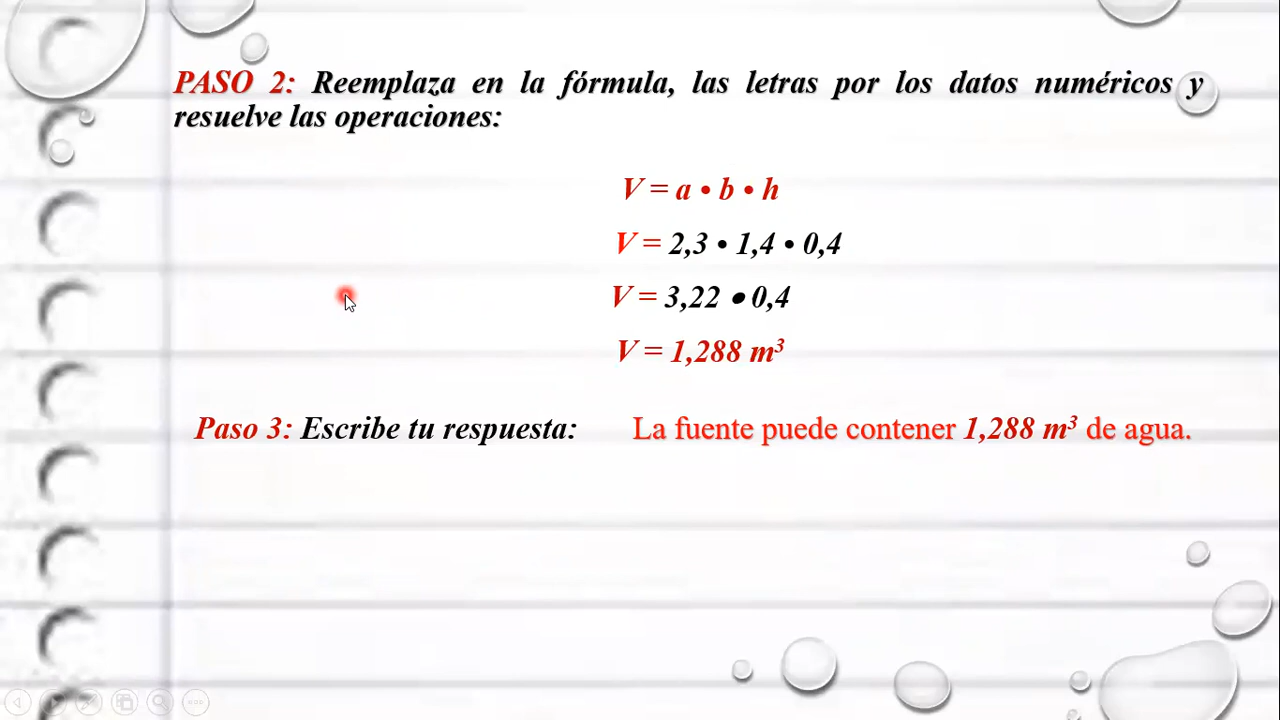 PASO 2: Reemplaza en la fórmula, las letras por los datos numéricos y
resuelve las operaciones:
V = a • b • h
V = 2,3 • 1,4 • 0,4
V = 3,22 • 0,4
V = 1,288 m³
Paso 3: Escribe tu respuesta: La fuente puede contener 1,288 m³ de agua.